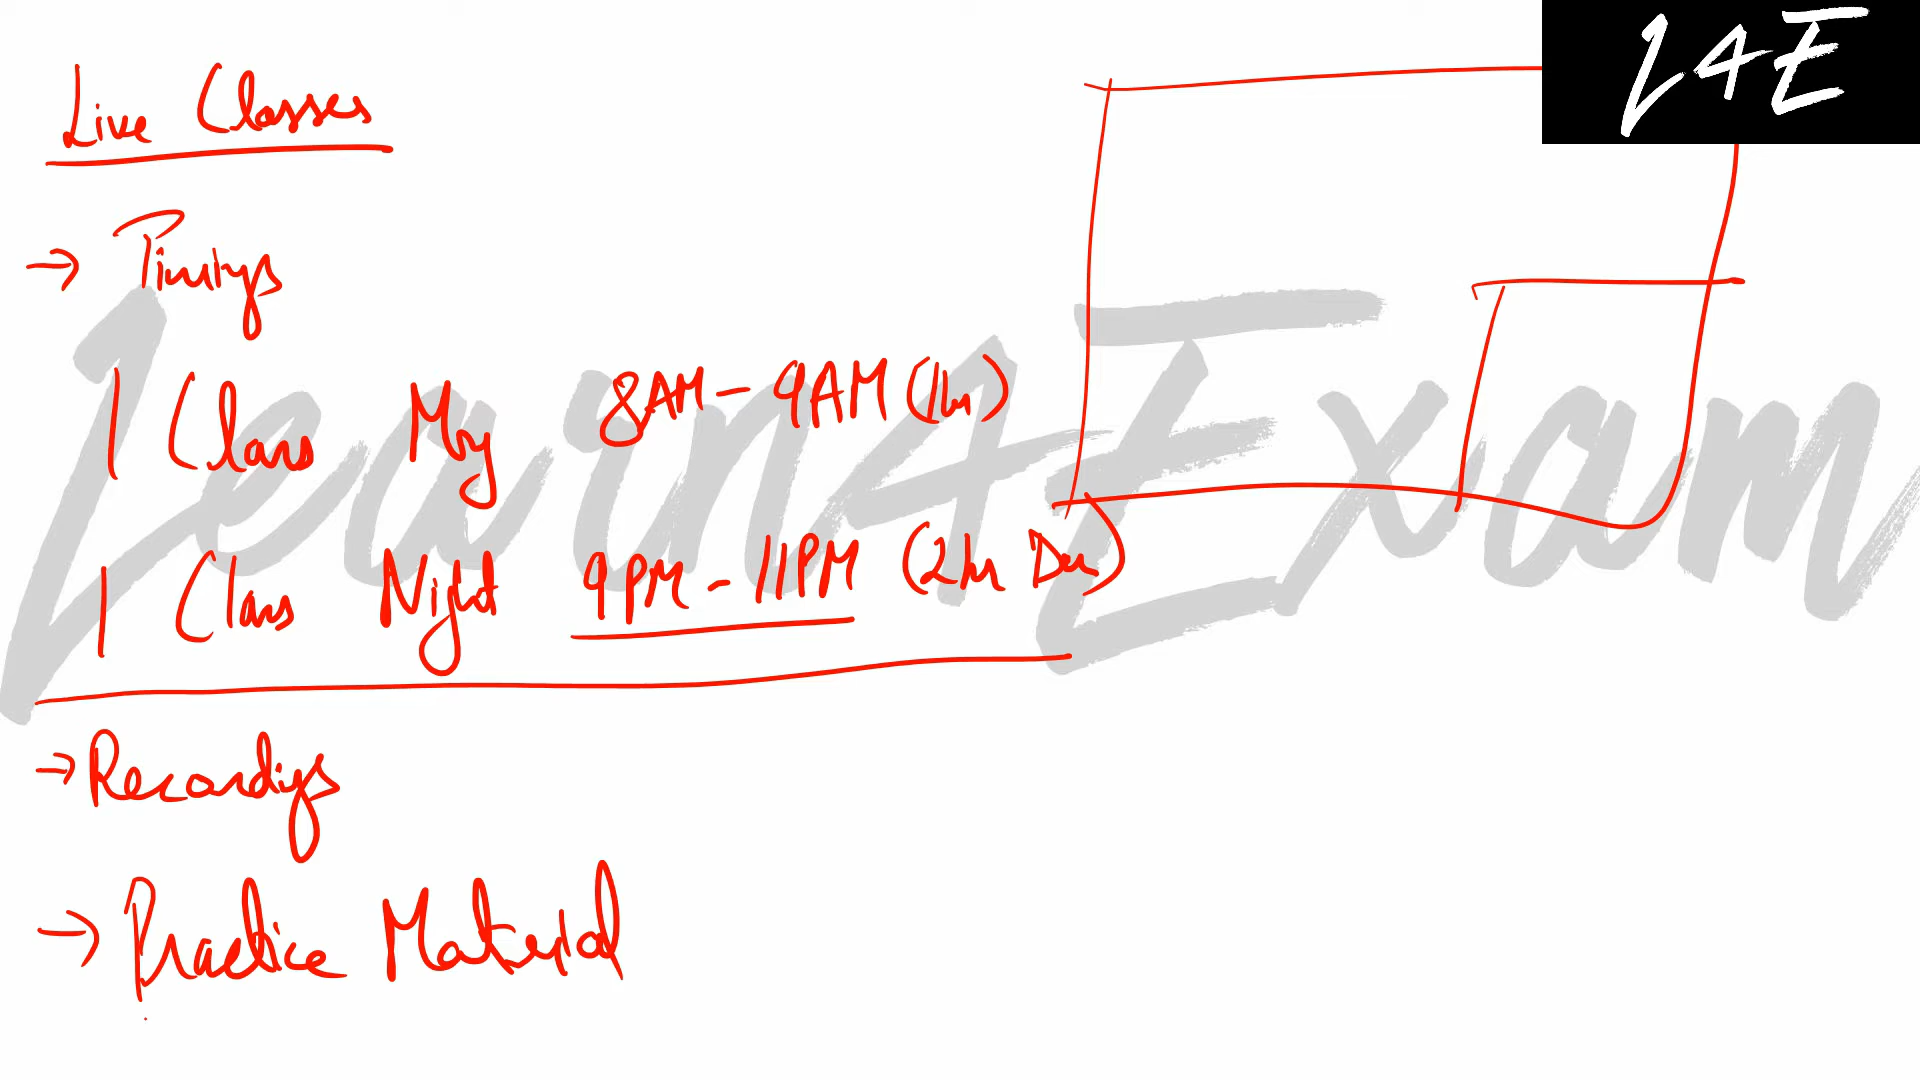 L4E
Live Classes
→ Timings
1 Class Mrg 8AM - 9AM (1hr)
1 Class Night 9PM - 11PM (2hr Dur)
→ Recordings
→ Practice Material
Learn4Exam